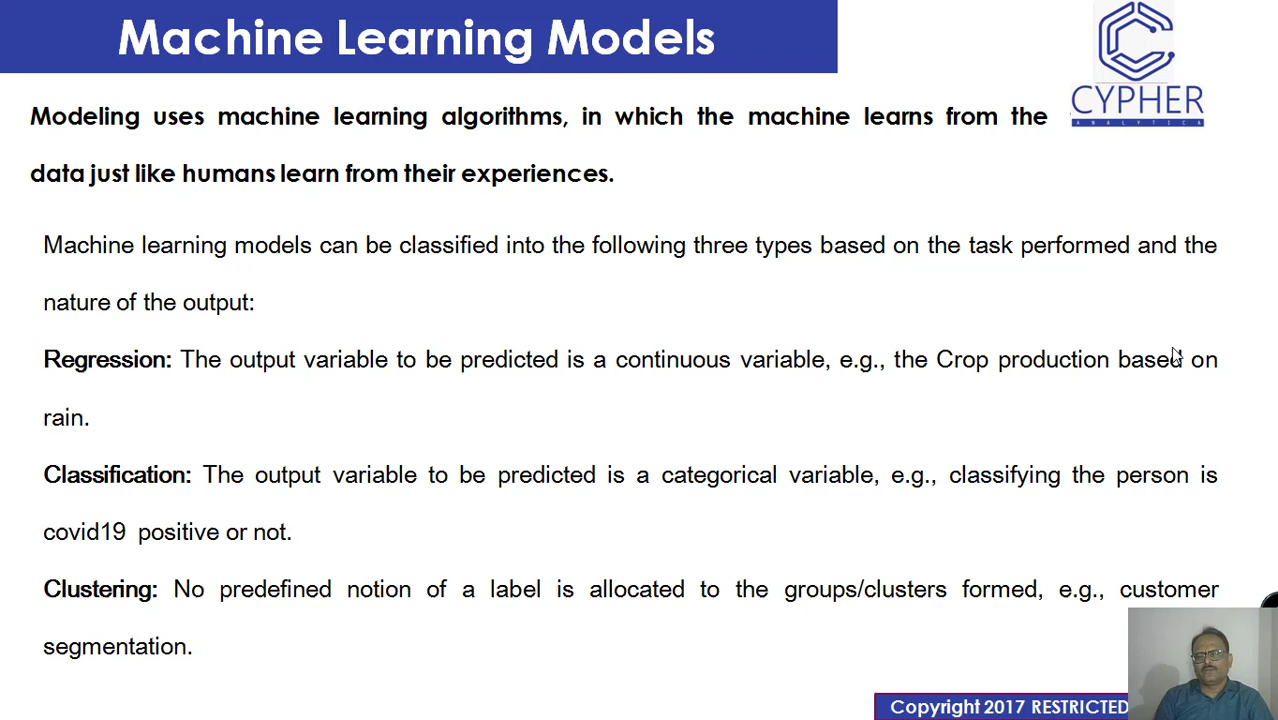 Machine Learning Models
CYPHER
ANALYTICA
Modeling uses machine learning algorithms, in which the machine learns from the
data just like humans learn from their experiences.
Machine learning models can be classified into the following three types based on the task performed and the
nature of the output:
Regression: The output variable to be predicted is a continuous variable, e.g., the Crop production based on
rain.
Classification: The output variable to be predicted is a categorical variable, e.g., classifying the person is
covid19 positive or not.
Clustering: No predefined notion of a label is allocated to the groups/clusters formed, e.g., customer
segmentation.
Copyright 2017 RESTRICTED